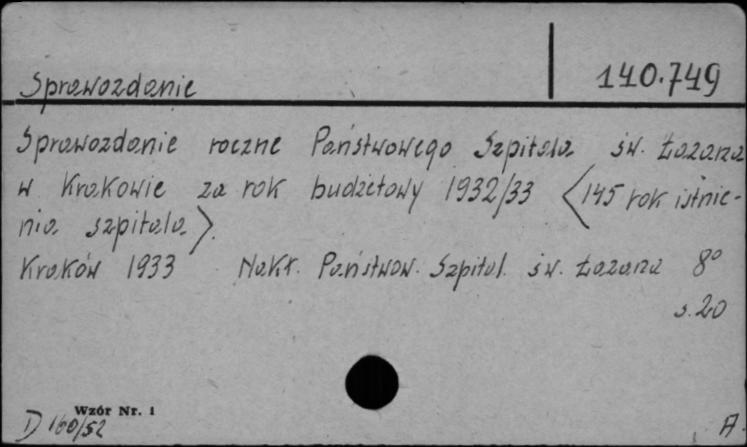 Sprawozdanie 140.749
Sprawozdanie roczne Państwowego Szpitala św. Łazarza
w Krakowie za rok budżetowy 1932/33 <145 rok istnie-
nia szpitala>.
Kraków 1933 Nakł. Państwow. Szpital. św. Łazarza 8°
s. 20
Wzór Nr. 1
D 160/52 A.